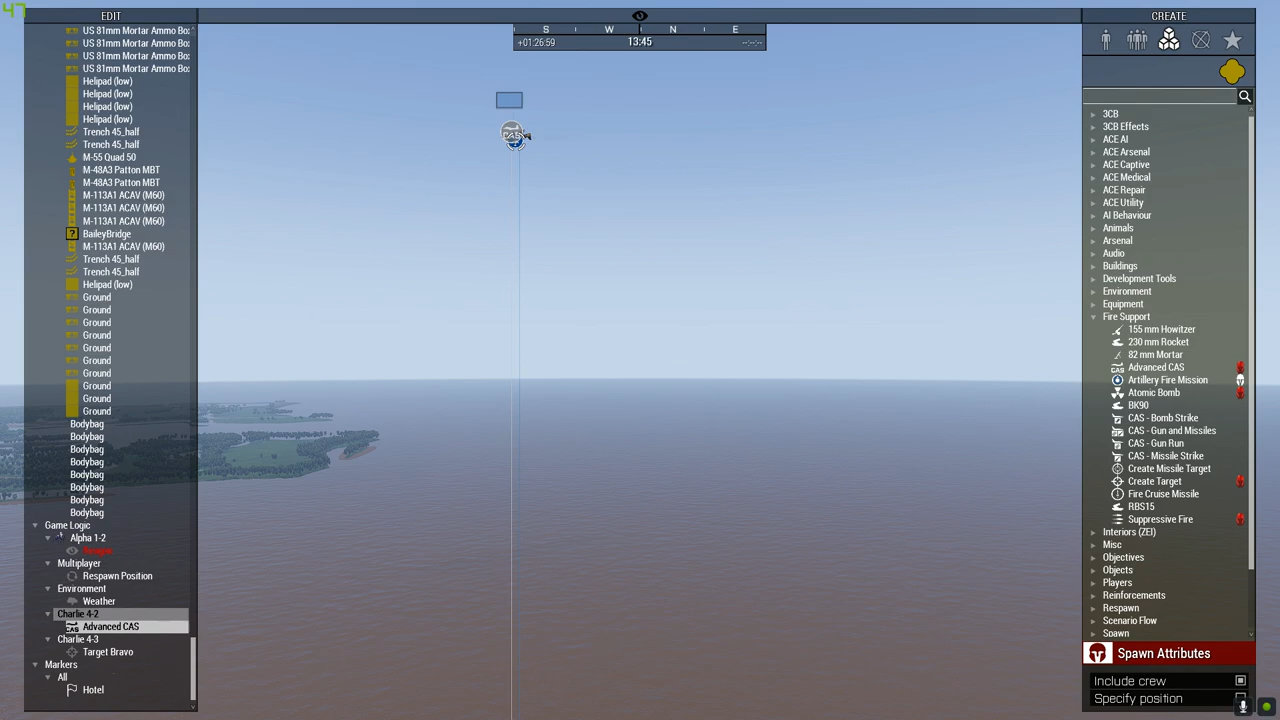 47
EDIT
US 81mm Mortar Ammo Bo
US 81mm Mortar Ammo Bo
US 81mm Mortar Ammo Bo
US 81mm Mortar Ammo Bo
Helipad (low)
Helipad (low)
Helipad (low)
Helipad (low)
Trench 45_half
Trench 45_half
M-55 Quad 50
M-48A3 Patton MBT
M-48A3 Patton MBT
M-113A1 ACAV (M60)
M-113A1 ACAV (M60)
M-113A1 ACAV (M60)
? BaileyBridge
M-113A1 ACAV (M60)
Trench 45_half
Trench 45_half
Helipad (low)
Ground
Ground
Ground
Ground
Ground
Ground
Ground
Ground
Ground
Ground
Bodybag
Bodybag
Bodybag
Bodybag
Bodybag
Bodybag
Bodybag
Bodybag
Game Logic
Alpha 1-2
Multiplayer
Respawn Position
Environment
Weather
Charlie 4-2
CAS Advanced CAS
Charlie 4-3
Target Bravo
Markers
All
Hotel
S W N E
+01:26:59 13:45 --:--:--
CAS
CREATE
3CB
3CB Effects
ACE AI
ACE Arsenal
ACE Captive
ACE Medical
ACE Repair
ACE Utility
AI Behaviour
Animals
Arsenal
Audio
Buildings
Development Tools
Environment
Equipment
Fire Support
155 mm Howitzer
230 mm Rocket
82 mm Mortar
CAS Advanced CAS
Artillery Fire Mission
Atomic Bomb
BK90
CAS - Bomb Strike
CAS - Gun and Missiles
CAS - Gun Run
CAS - Missile Strike
Create Missile Target
Create Target
Fire Cruise Missile
RBS15
Suppressive Fire
Interiors (ZEI)
Misc
Objectives
Objects
Players
Reinforcements
Respawn
Scenario Flow
Spawn
Spawn Attributes
Include crew
Specify position